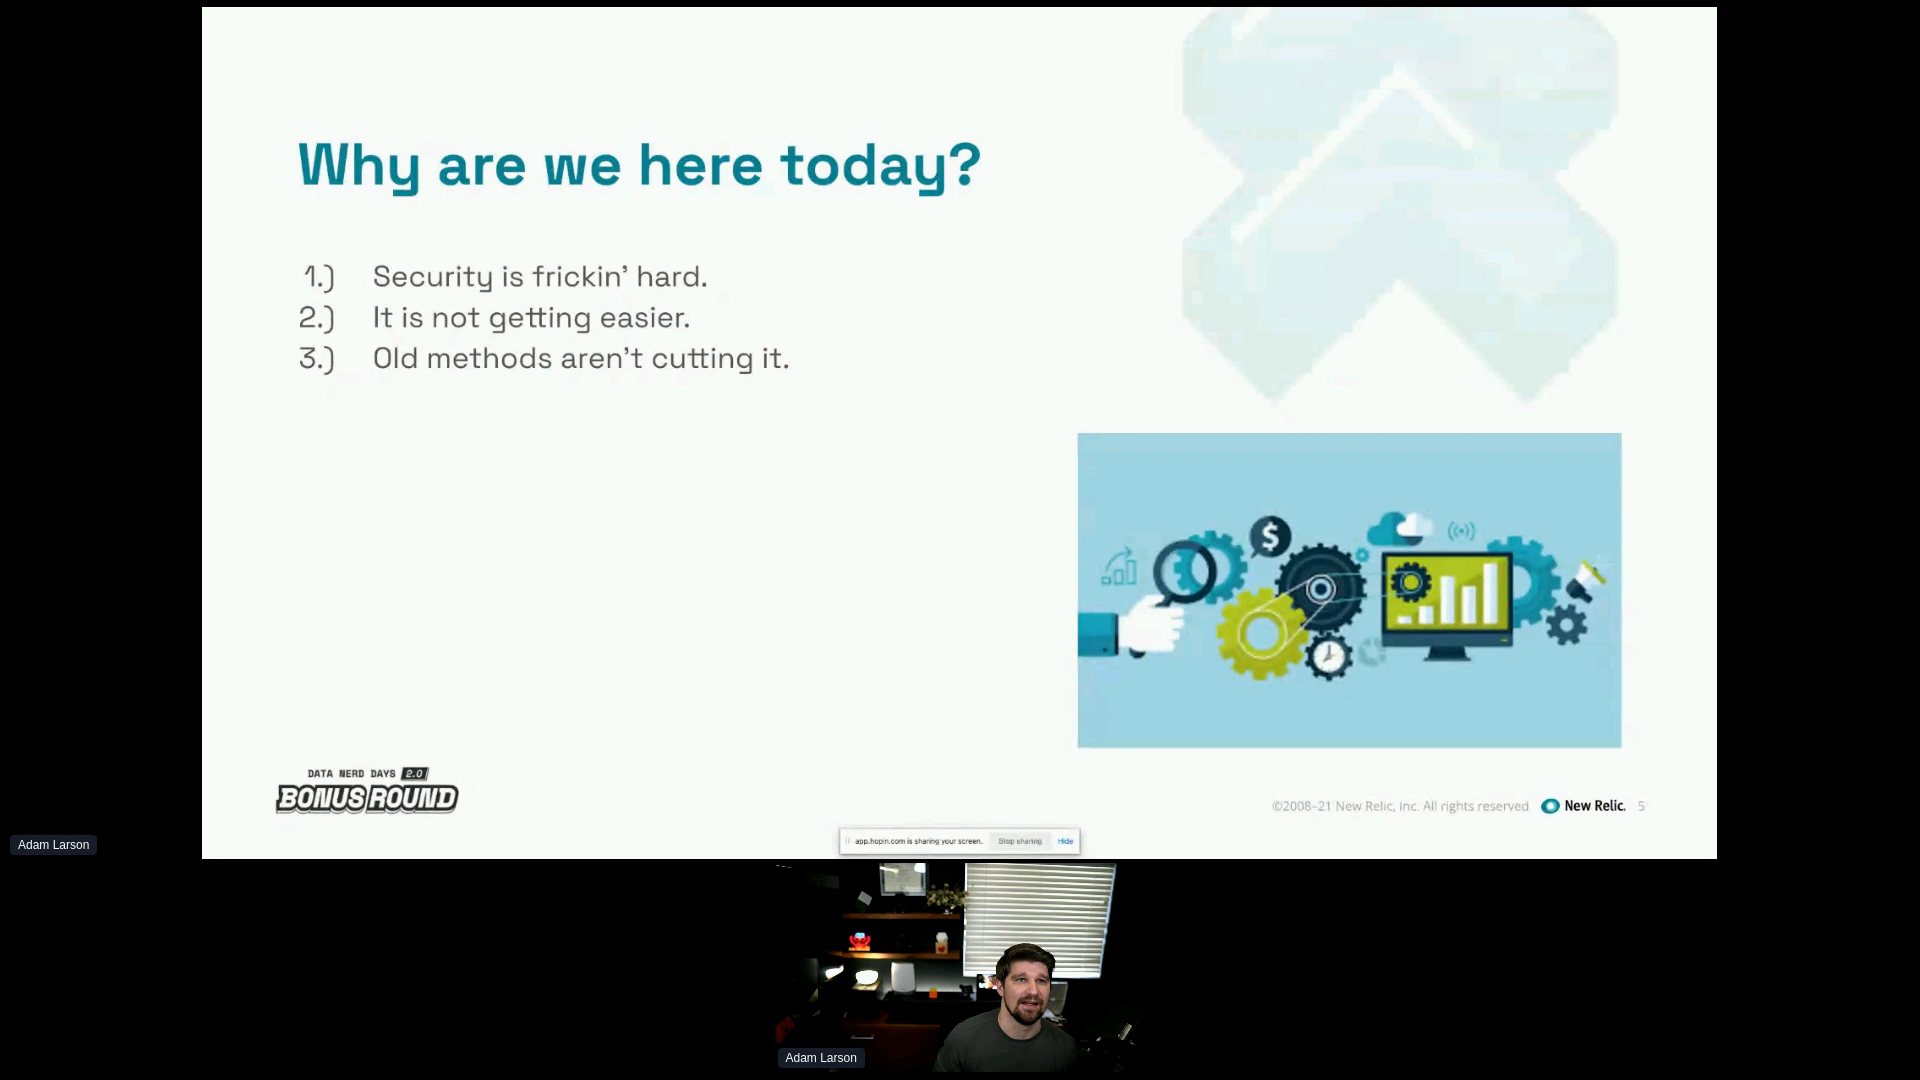 Why are we here today?
1.) Security is frickin' hard.
2.) It is not getting easier.
3.) Old methods aren't cutting it.
$
DATA NERD DAYS 2.0
BONUS ROUND
©2008–21 New Relic, Inc. All rights reserved
New Relic.
5
app.hopin.com is sharing your screen.
Stop sharing
Hide
Adam Larson
Adam Larson